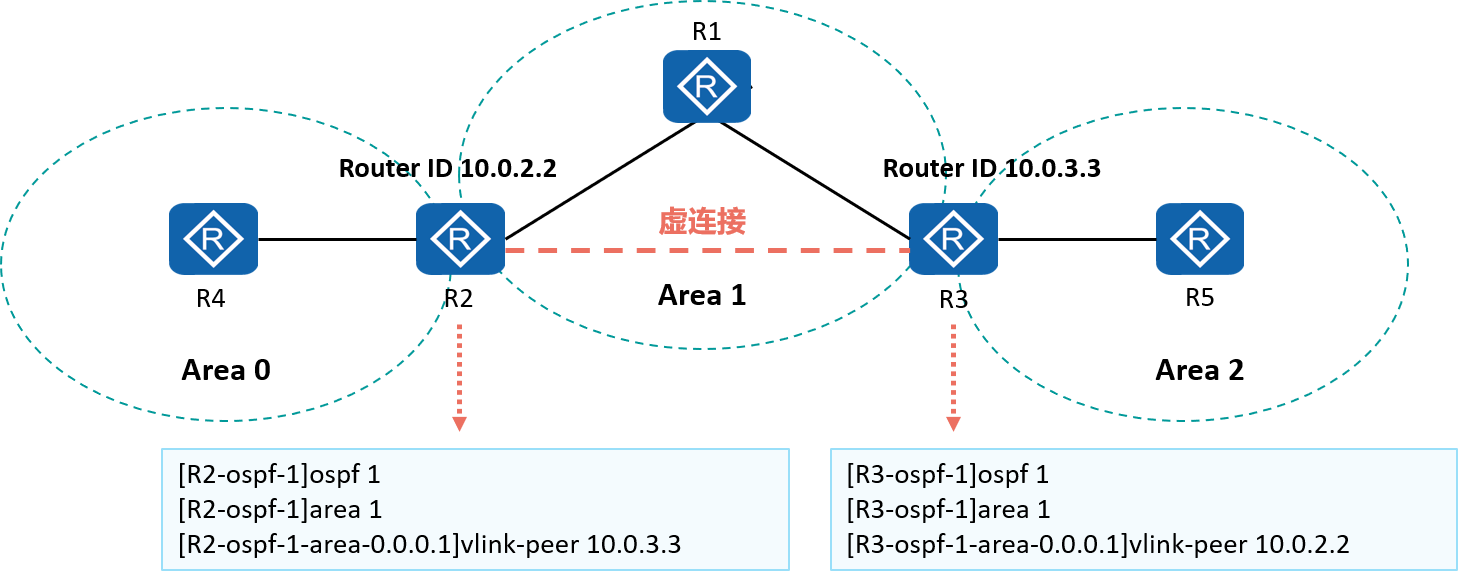 R1
R
Router ID 10.0.2.2
Router ID 10.0.3.3
R
R
R
R
虚连接
R4
R2
Area 1
R3
R5
Area 0
Area 2
[R2-ospf-1]ospf 1
[R2-ospf-1]area 1
[R2-ospf-1-area-0.0.0.1]vlink-peer 10.0.3.3
[R3-ospf-1]ospf 1
[R3-ospf-1]area 1
[R3-ospf-1-area-0.0.0.1]vlink-peer 10.0.2.2